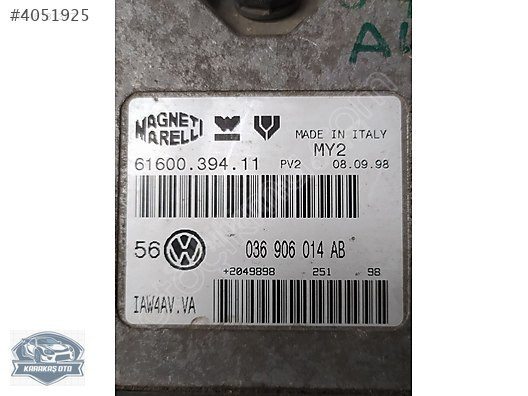 #4051925
MAGNETI
MARELLI
MADE IN ITALY
MY2
61600.394.11 PV2 08.09.98
56 036 906 014 AB
+2049898 251 98
IAW4AV.VA
KARAKAŞ OTO